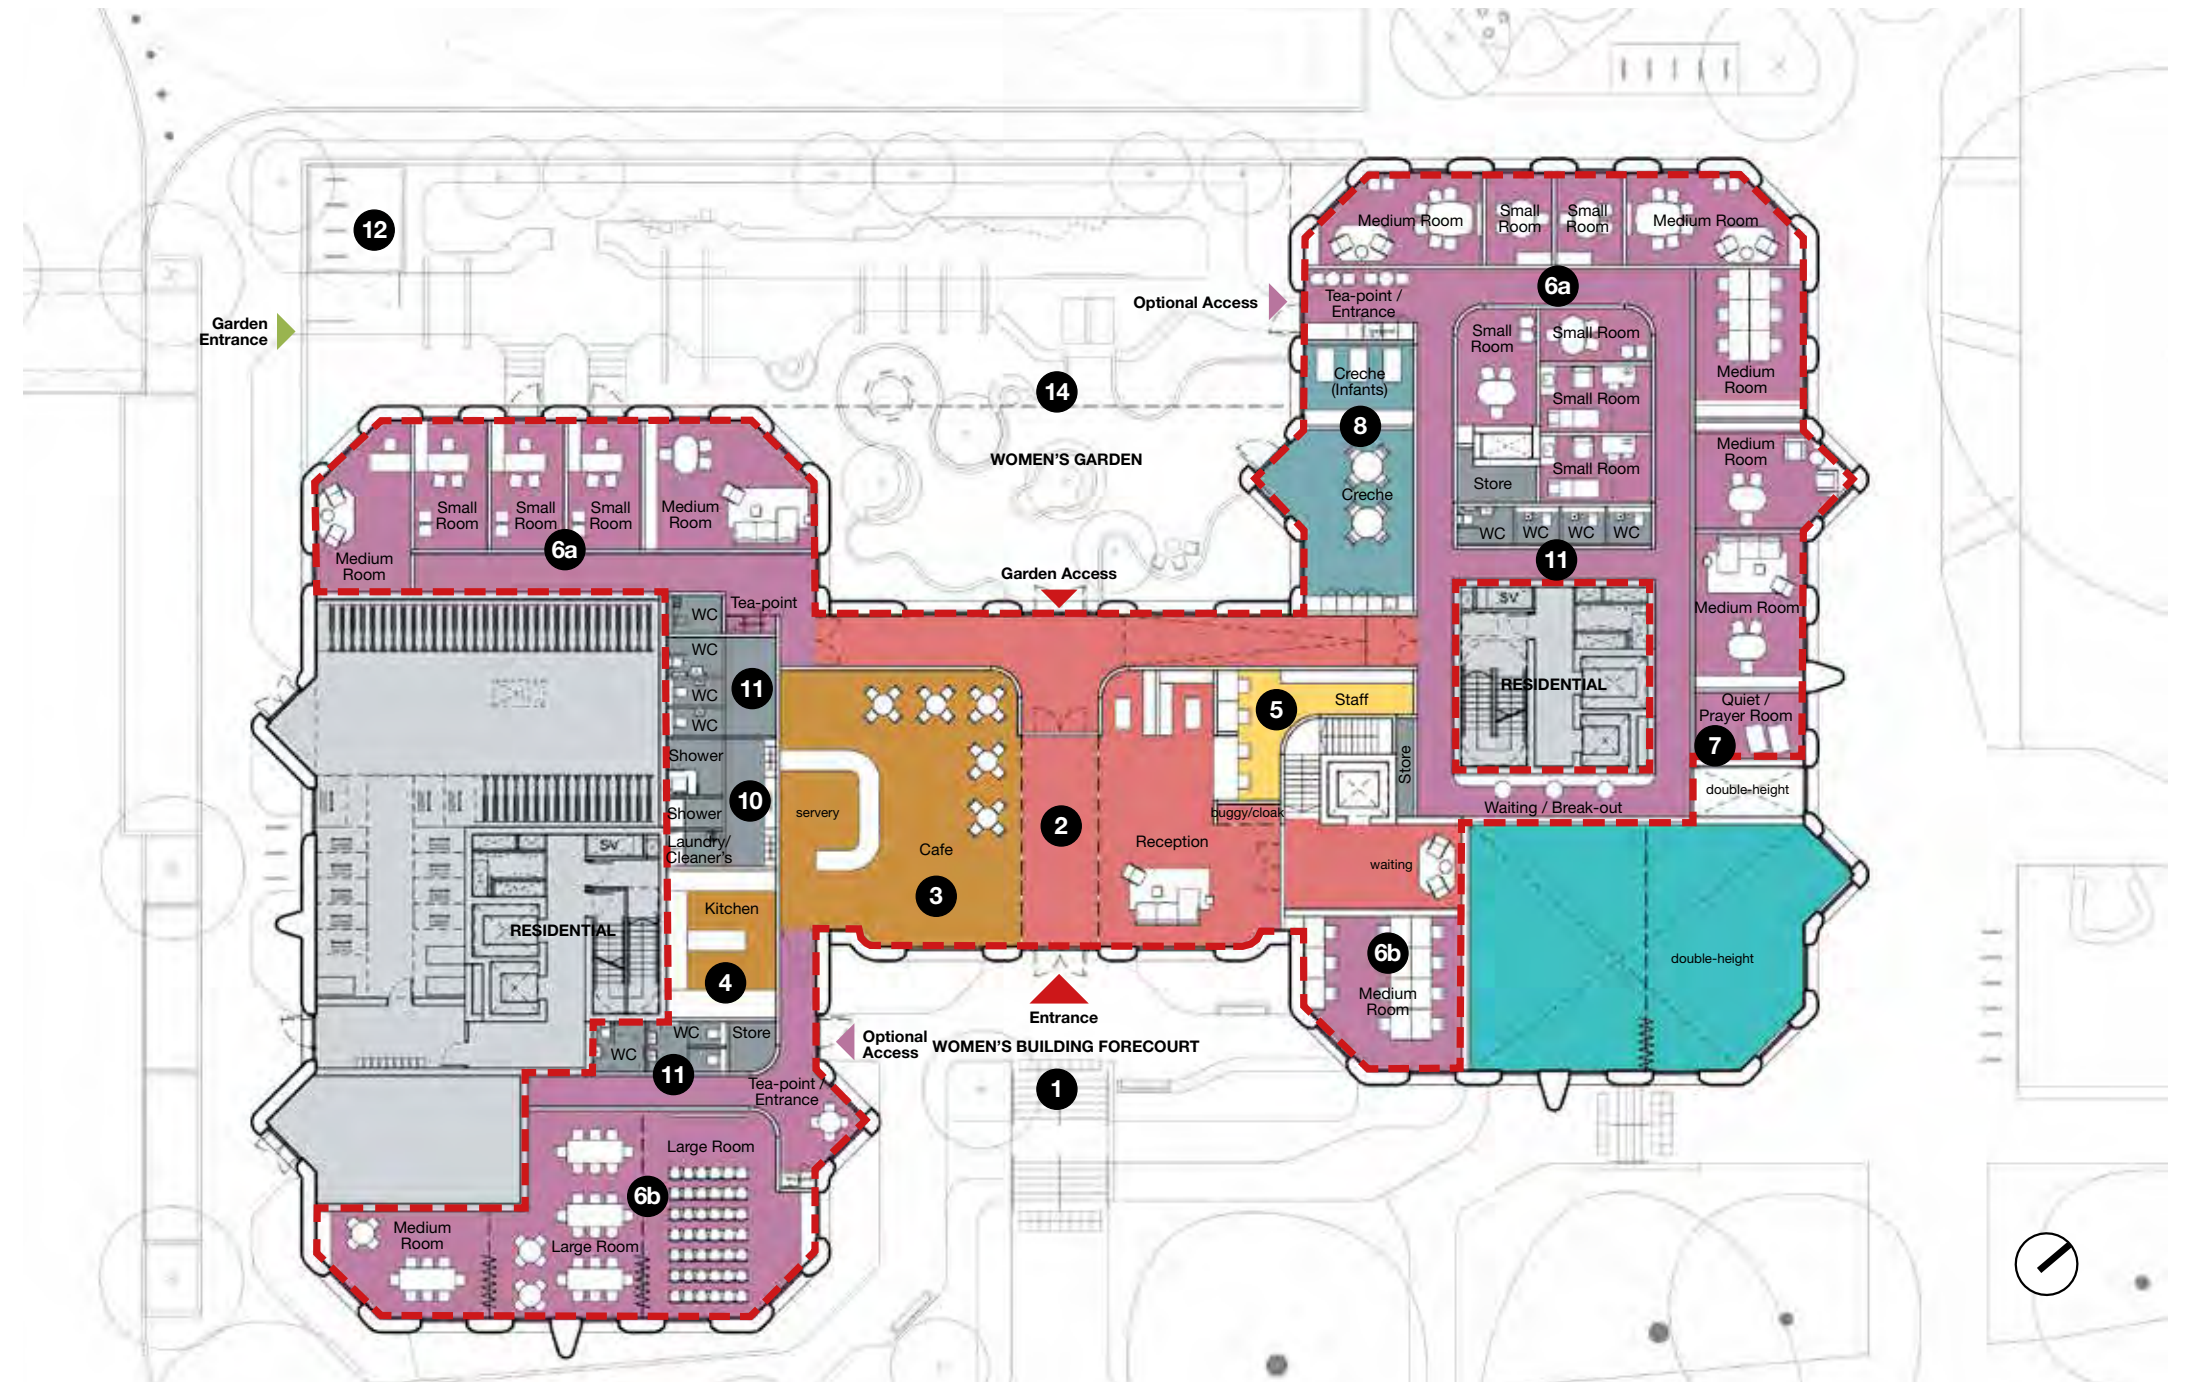 12
Garden
Entrance
Optional Access
14
WOMEN'S GARDEN
Garden Access
Medium Room
Small
Room
Small
Room
Medium Room
6a
Tea-point /
Entrance
Small
Room
Small Room
Small Room
Small Room
Store
WC
WC
WC
WC
11
Creche
(Infants)
8
Creche
Medium
Room
Medium
Room
Medium Room
Quiet /
Prayer Room
7
double-height
SV
RESIDENTIAL
Waiting / Break-out
Small
Room
Small
Room
Small
Room
Medium
Room
6a
Medium
Room
Tea-point
WC
WC
WC
WC
11
Shower
10
Shower
Laundry/
Cleaner's
SV
RESIDENTIAL
servery
Cafe
3
2
Reception
5
Staff
Store
buggy/cloak
waiting
Kitchen
4
6b
Medium
Room
double-height
Entrance
Optional
Access
WOMEN'S BUILDING FORECOURT
1
WC
WC
Store
11
Tea-point /
Entrance
Large Room
6b
Large Room
Medium
Room